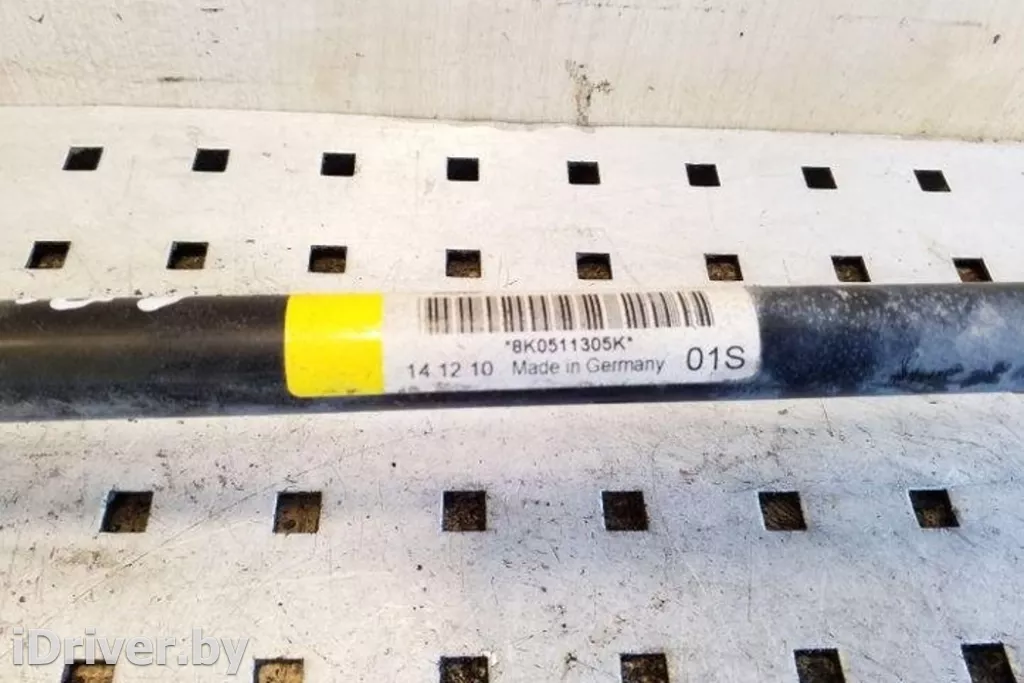 *8K0511305K*
14 12 10 Made in Germany 01S
iDriver.by